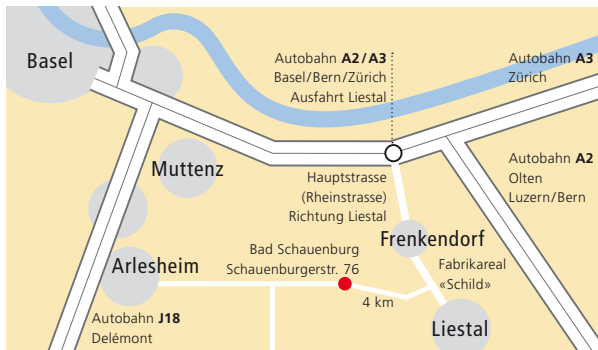 Basel
Autobahn A2/A3
Basel/Bern/Zürich
Ausfahrt Liestal
Autobahn A3
Zürich
Muttenz
Hauptstrasse
(Rheinstrasse)
Richtung Liestal
Autobahn A2
Olten
Luzern/Bern
Frenkendorf
Bad Schauenburg
Schauenburgerstr. 76
Arlesheim
Fabrikareal
«Schild»
4 km
Autobahn J18
Delémont
Liestal